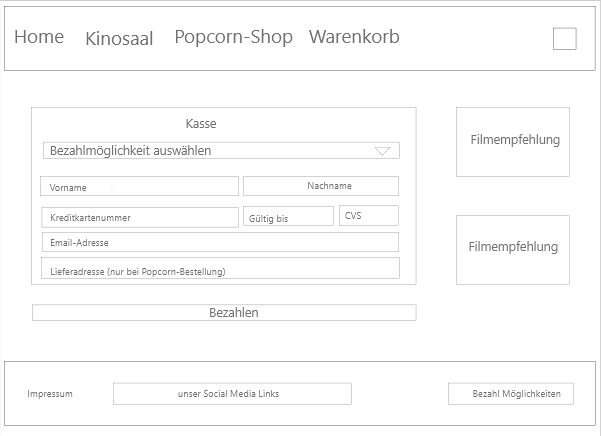 Home Kinosaal Popcorn-Shop Warenkorb
Kasse
Bezahlmöglichkeit auswählen
Vorname Nachname
Kreditkartenummer Gültig bis CVS
Email-Adresse
Lieferadresse (nur bei Popcorn-Bestellung)
Bezahlen
Filmempfehlung
Filmempfehlung
Impressum unser Social Media Links Bezahl Möglichkeiten